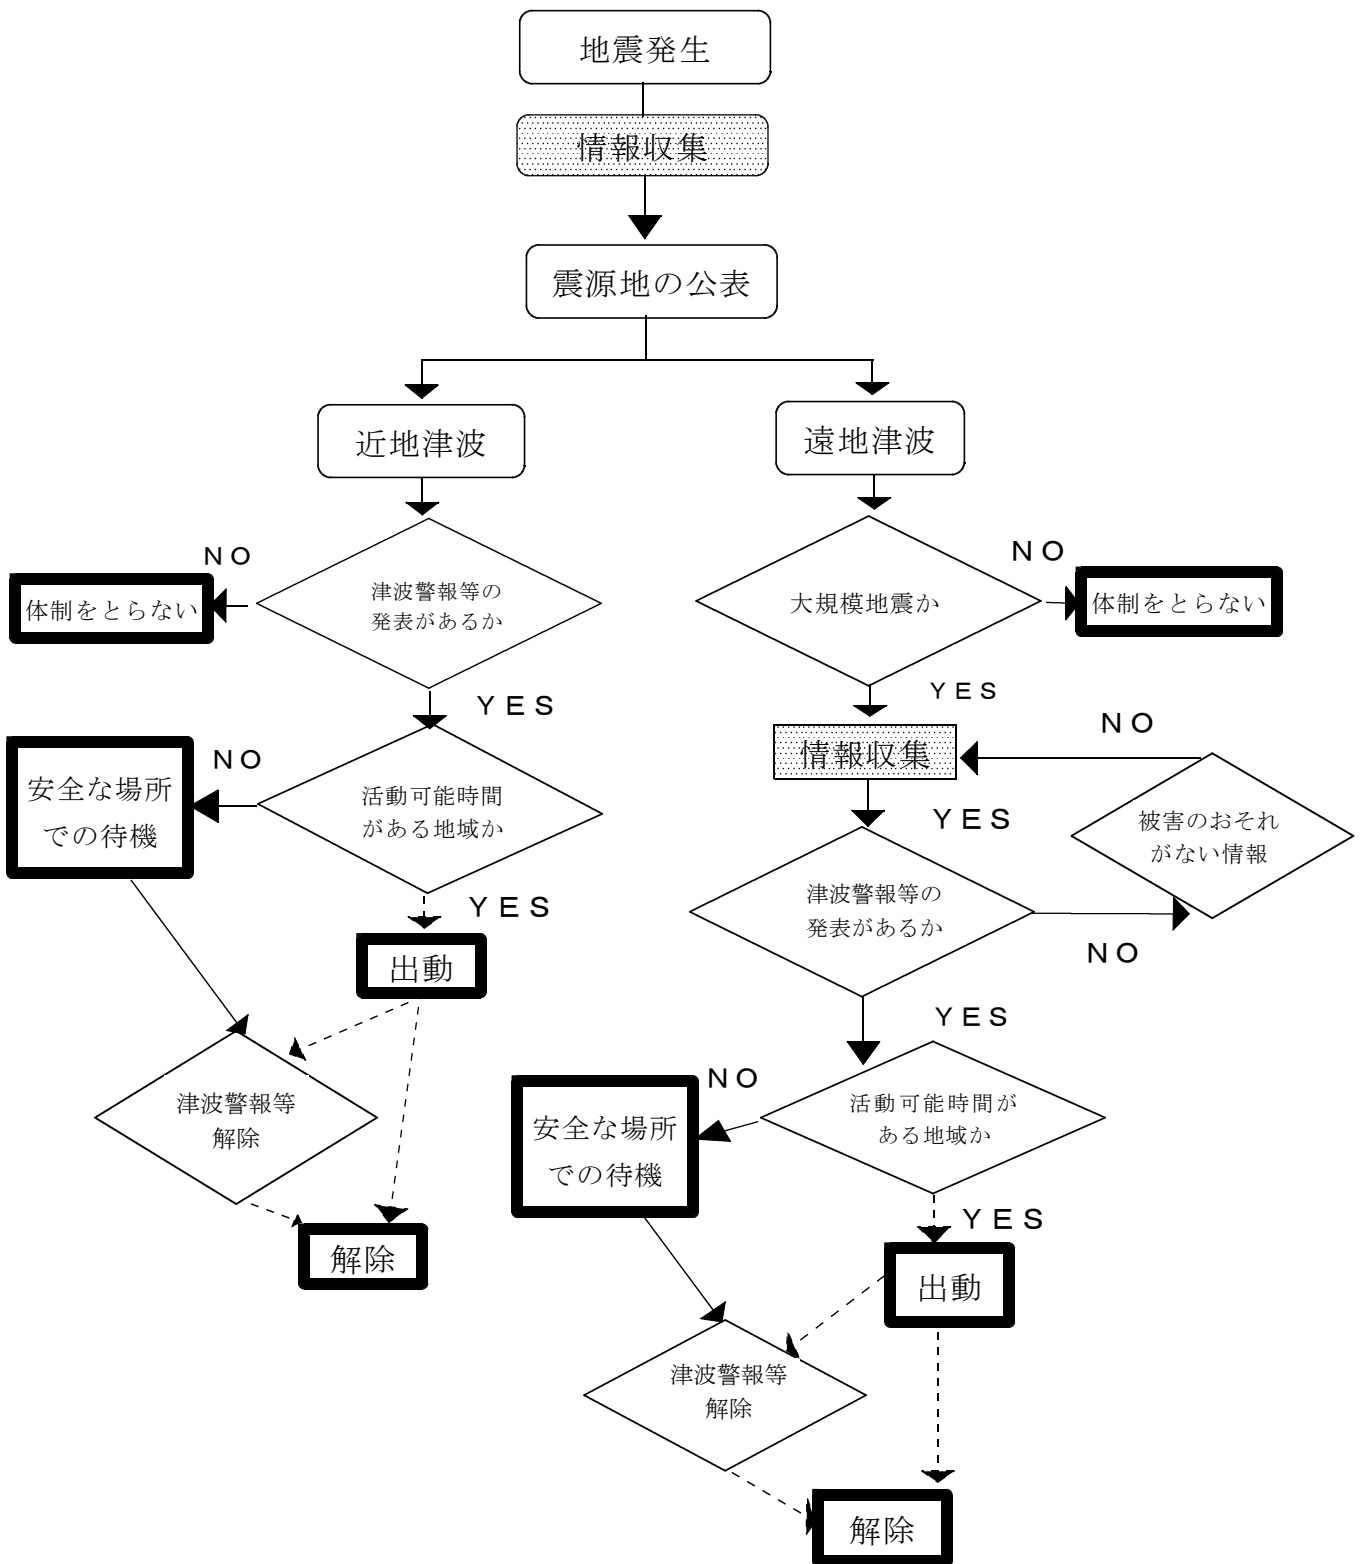 地震発生
情報収集
震源地の公表
近地津波
遠地津波
NO
体制をとらない
津波警報等の
発表があるか
大規模地震か
NO
体制をとらない
YES
YES
NO
安全な場所
での待機
NO
活動可能時間
がある地域か
情報収集
YES
被害のおそれ
がない情報
YES
津波警報等の
発表があるか
NO
出動
YES
津波警報等
解除
NO
安全な場所
での待機
活動可能時間が
ある地域か
解除
YES
出動
津波警報等
解除
解除